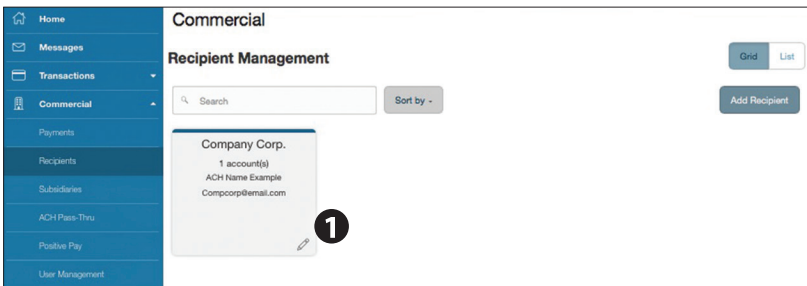 Home
Messages
Transactions
Commercial
Payments
Recipients
Subsidiaries
ACH Pass-Thru
Positive Pay
User Management
Commercial
Recipient Management
Grid List
Search
Sort by -
Add Recipient
Company Corp.
1 account(s)
ACH Name Example
Compcorp@email.com
1